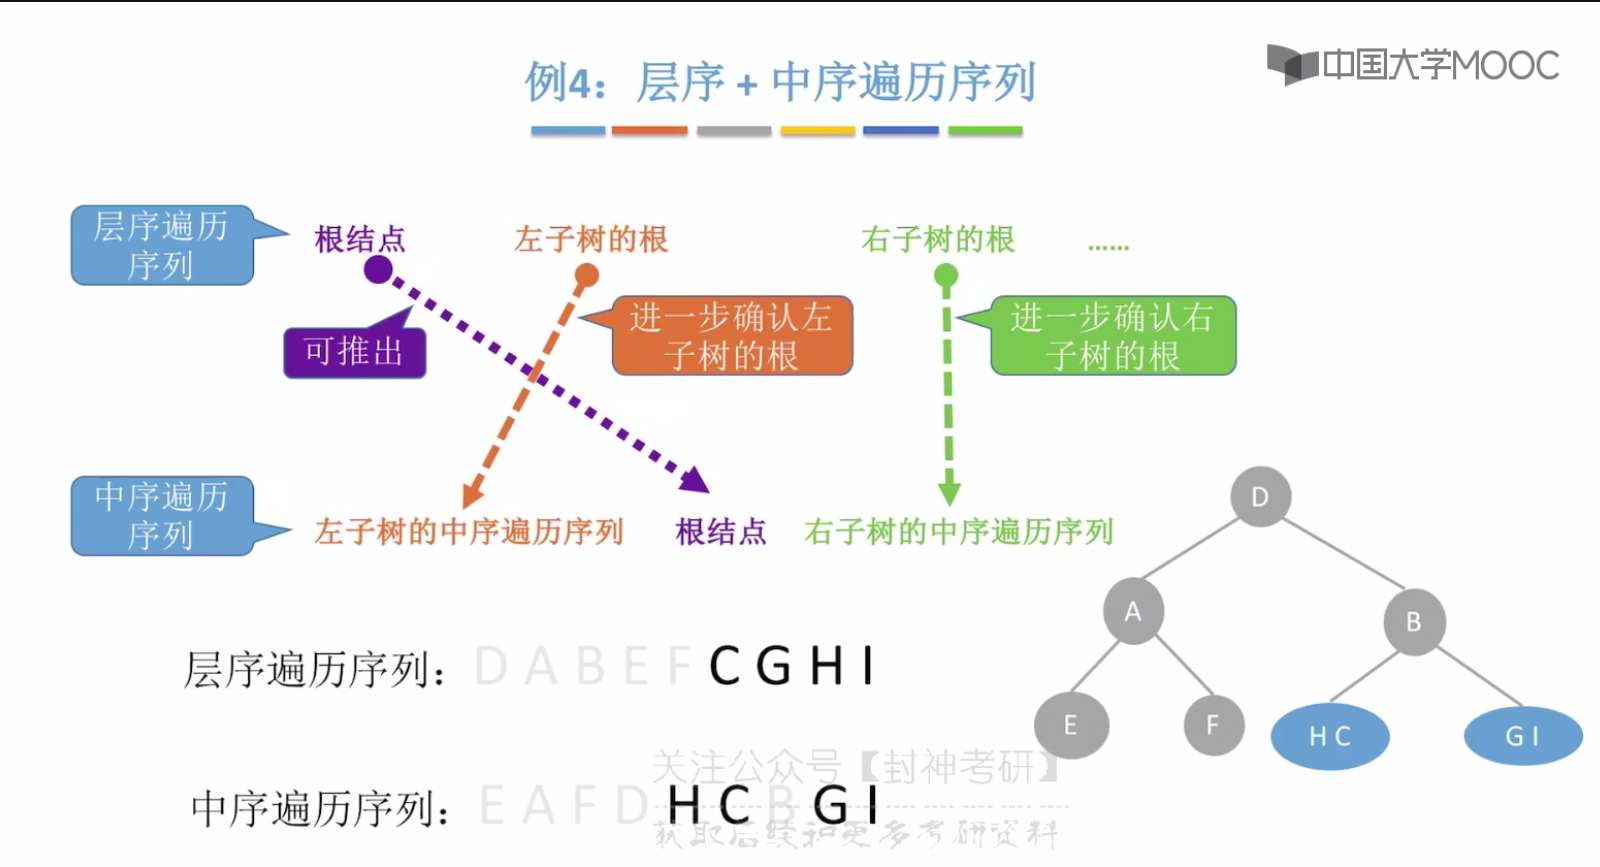 中国大学MOOC
例4：层序 + 中序遍历序列
层序遍历
序列
根结点
左子树的根
右子树的根
......
可推出
进一步确认左
子树的根
进一步确认右
子树的根
中序遍历
序列
左子树的中序遍历序列
根结点
右子树的中序遍历序列
D
A
B
E
F
H C
G I
层序遍历序列：D A B E F C G H I
中序遍历序列：E A F D H C B G I
关注公众号【封神考研】
获取后续和更多考研资料